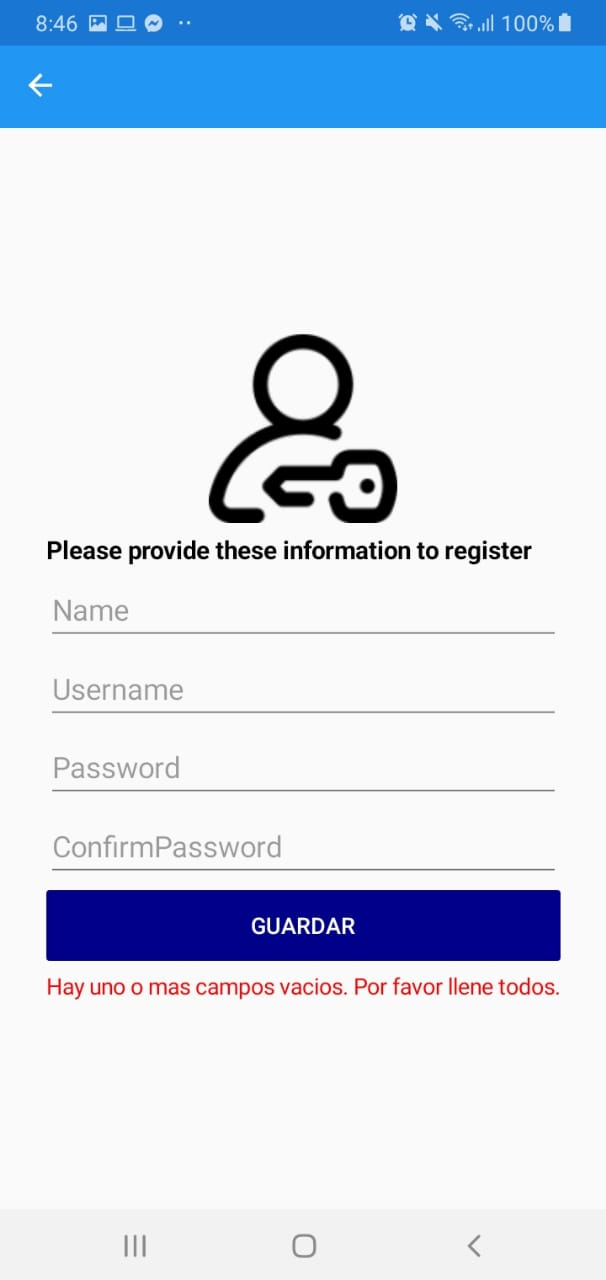 8:46 100%
Please provide these information to register
Name
Username
Password
ConfirmPassword
GUARDAR
Hay uno o mas campos vacios. Por favor llene todos.